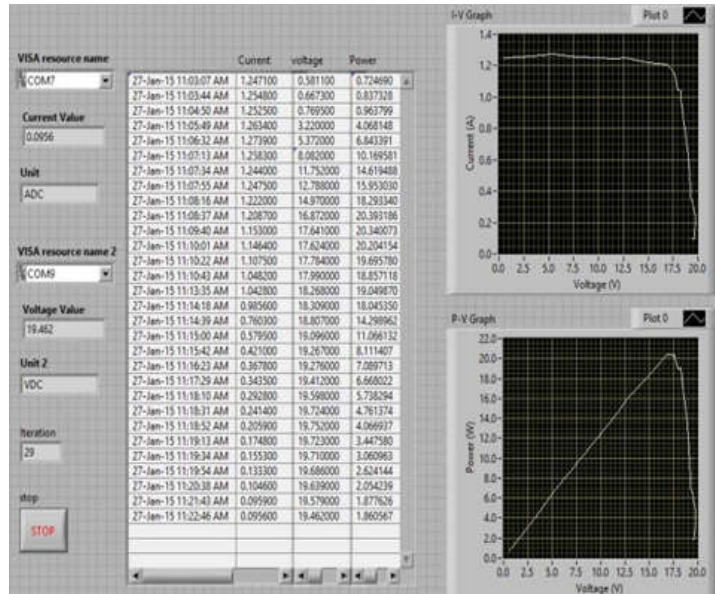 VISA resource name
COM7
Current Value
0.0956
Unit
ADC
VISA resource name 2
COM9
Voltage Value
19.462
Unit 2
VDC
Iteration
29
stop
STOP
Current voltage Power
27-Jan-15 11:03:07 AM 1.247100 0.581100 0.724690
27-Jan-15 11:03:44 AM 1.254800 0.667300 0.837328
27-Jan-15 11:04:50 AM 1.252500 0.769500 0.963799
27-Jan-15 11:05:49 AM 1.263400 3.220000 4.068148
27-Jan-15 11:06:32 AM 1.273900 5.372000 6.843391
27-Jan-15 11:07:13 AM 1.258300 8.082000 10.169581
27-Jan-15 11:07:34 AM 1.244000 11.752000 14.619488
27-Jan-15 11:07:55 AM 1.247500 12.788000 15.953030
27-Jan-15 11:08:16 AM 1.222000 14.970000 18.293340
27-Jan-15 11:08:37 AM 1.208700 16.872000 20.393186
27-Jan-15 11:09:40 AM 1.153000 17.641000 20.340073
27-Jan-15 11:10:01 AM 1.146400 17.624000 20.204154
27-Jan-15 11:10:22 AM 1.107500 17.784000 19.695780
27-Jan-15 11:10:43 AM 1.048200 17.990000 18.857118
27-Jan-15 11:13:35 AM 1.042800 18.268000 19.049870
27-Jan-15 11:14:18 AM 0.985600 18.309000 18.045350
27-Jan-15 11:14:39 AM 0.760300 18.807000 14.298962
27-Jan-15 11:15:00 AM 0.579500 19.096000 11.066132
27-Jan-15 11:15:42 AM 0.421000 19.267000 8.111407
27-Jan-15 11:16:23 AM 0.367800 19.276000 7.089713
27-Jan-15 11:17:29 AM 0.343500 19.412000 6.668022
27-Jan-15 11:18:10 AM 0.292800 19.598000 5.738294
27-Jan-15 11:18:31 AM 0.241400 19.724000 4.761374
27-Jan-15 11:18:52 AM 0.205900 19.752000 4.066937
27-Jan-15 11:19:13 AM 0.174800 19.723000 3.447580
27-Jan-15 11:19:34 AM 0.155300 19.710000 3.060963
27-Jan-15 11:19:54 AM 0.133300 19.686000 2.624144
27-Jan-15 11:20:38 AM 0.104600 19.639000 2.054239
27-Jan-15 11:21:43 AM 0.095900 19.579000 1.877626
27-Jan-15 11:22:46 AM 0.095600 19.462000 1.860567
I-V Graph
Plot 0
1.4
1.2
1.0
0.8
0.6
0.4
0.2
0.0
Current (A)
0.0 2.5 5.0 7.5 10.0 12.5 15.0 17.5 20.0
Voltage (V)
P-V Graph
Plot 0
22.0
20.0
18.0
16.0
14.0
12.0
10.0
8.0
6.0
4.0
2.0
0.0
Power (W)
0.0 2.5 5.0 7.5 10.0 12.5 15.0 17.5 20.0
Voltage (V)